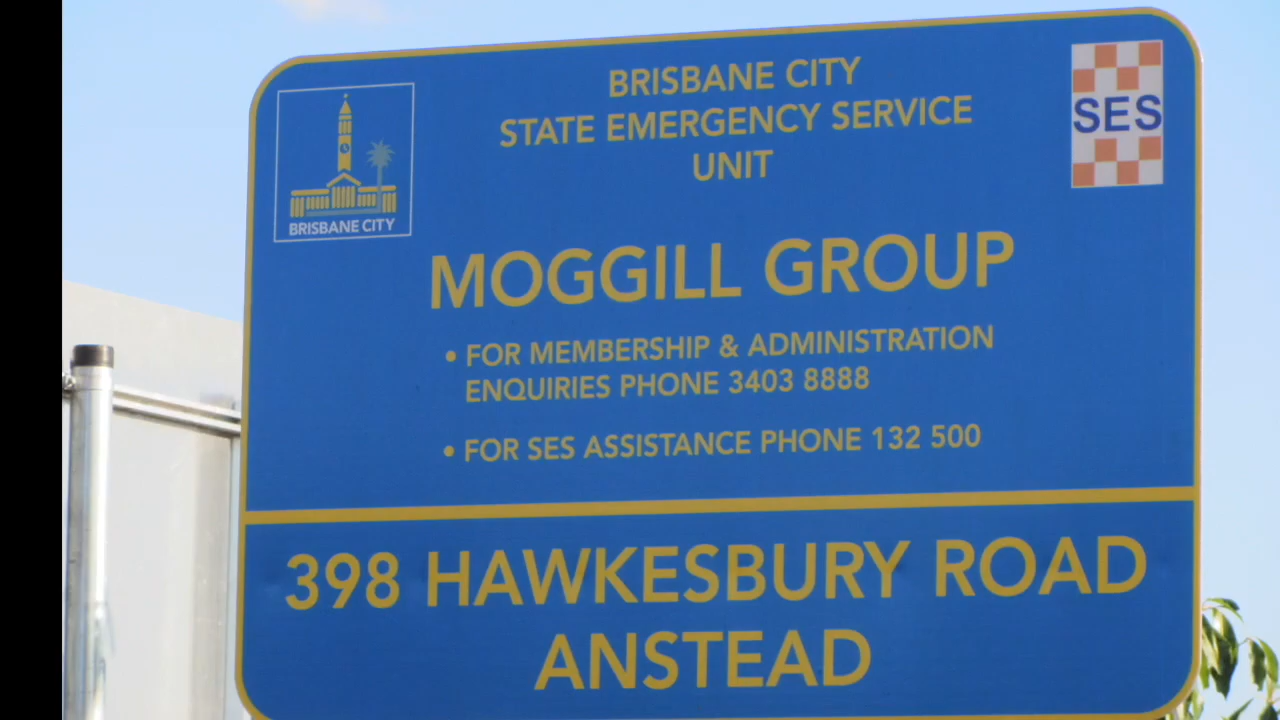 BRISBANE CITY
STATE EMERGENCY SERVICE
UNIT
SES
BRISBANE CITY
MOGGILL GROUP
• FOR MEMBERSHIP & ADMINISTRATION
ENQUIRIES PHONE 3403 8888
• FOR SES ASSISTANCE PHONE 132 500
398 HAWKESBURY ROAD
ANSTEAD